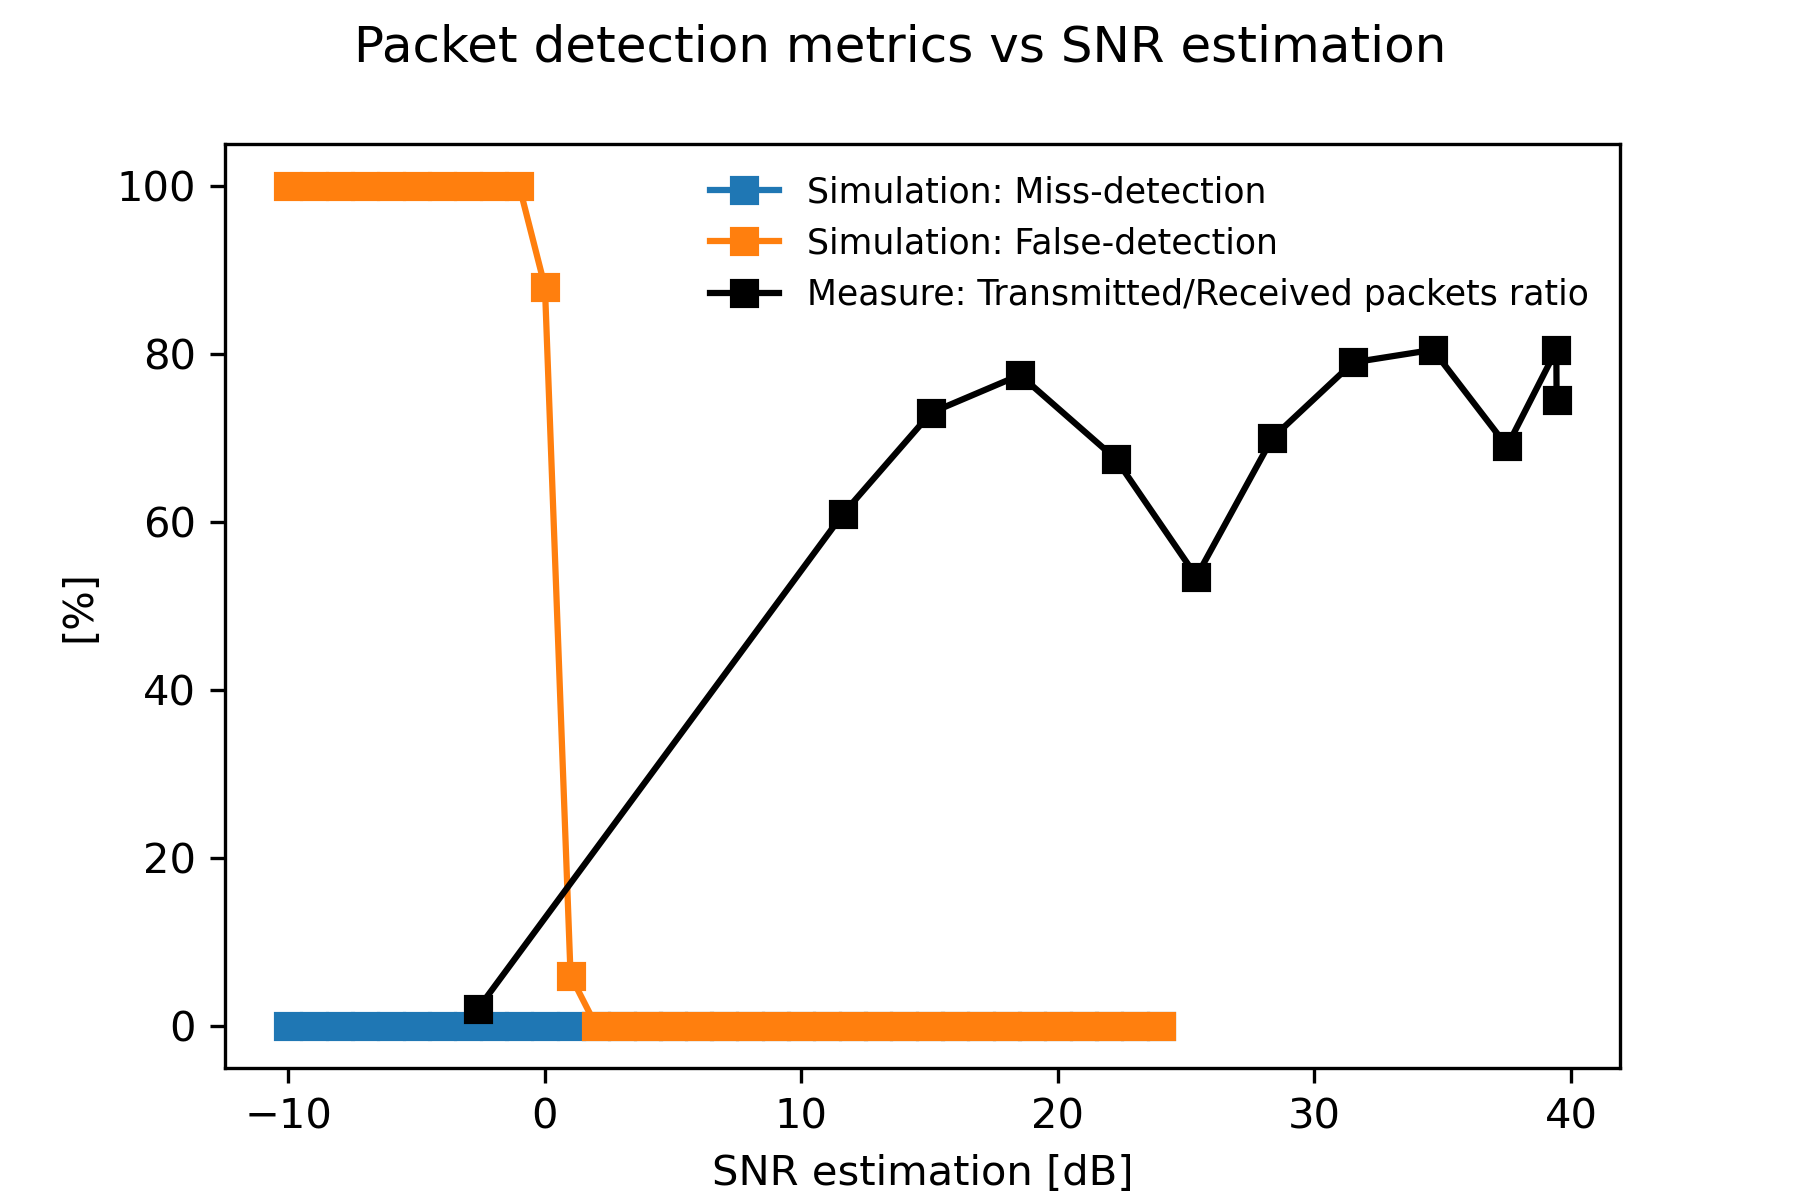 Packet detection metrics vs SNR estimation
Simulation: Miss-detection
Simulation: False-detection
Measure: Transmitted/Received packets ratio
100
80
60
40
20
0
[%]
−10 0 10 20 30 40
SNR estimation [dB]